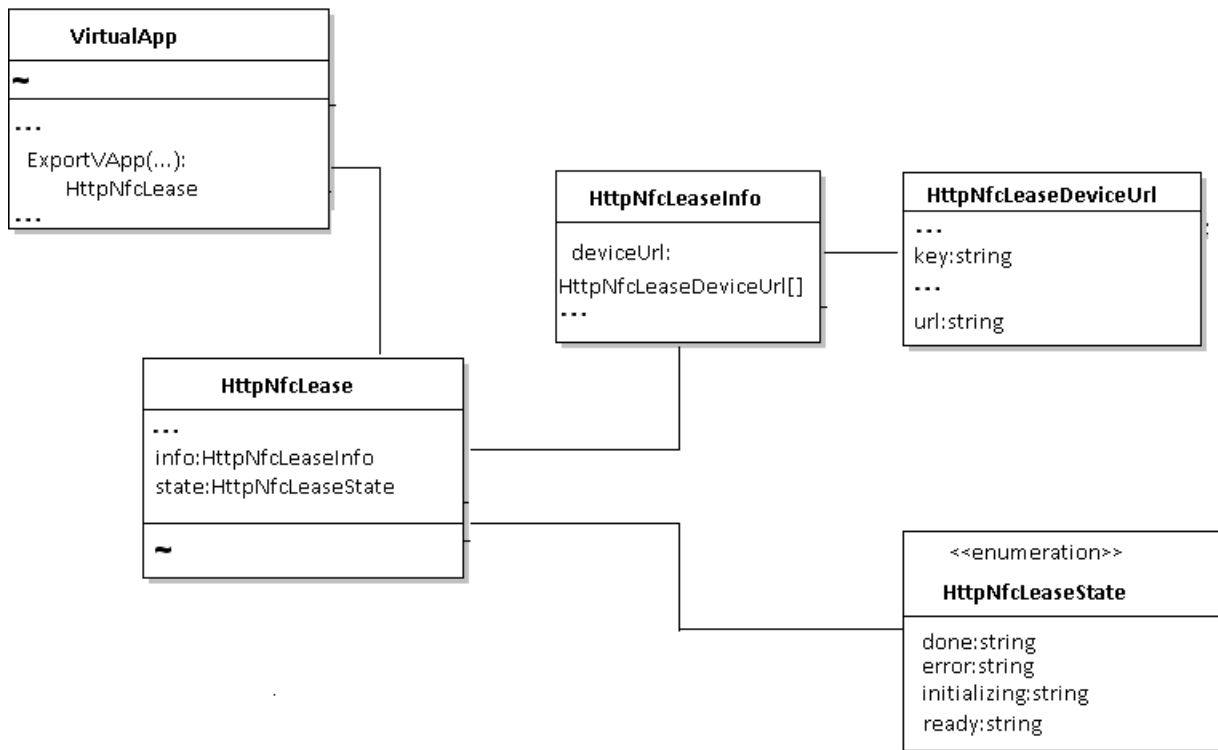 VirtualApp
~
...
ExportVApp(...):
HttpNfcLease
...
HttpNfcLeaseInfo
deviceUrl:
HttpNfcLeaseDeviceUrl[]
...
HttpNfcLeaseDeviceUrl
...
key:string
...
url:string
HttpNfcLease
...
info:HttpNfcLeaseInfo
state:HttpNfcLeaseState
~
<<enumeration>>
HttpNfcLeaseState
done:string
error:string
initializing:string
ready:string